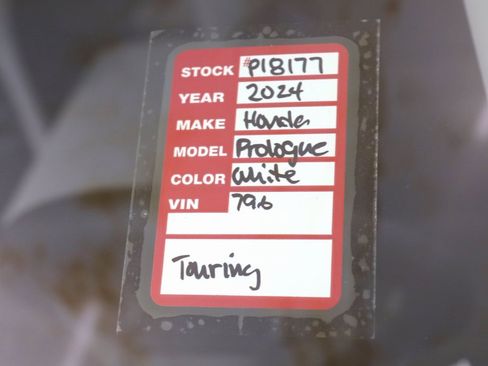 STOCK #P18177
YEAR 2024
MAKE Honda
MODEL Prologue
COLOR White
VIN 796
Touring